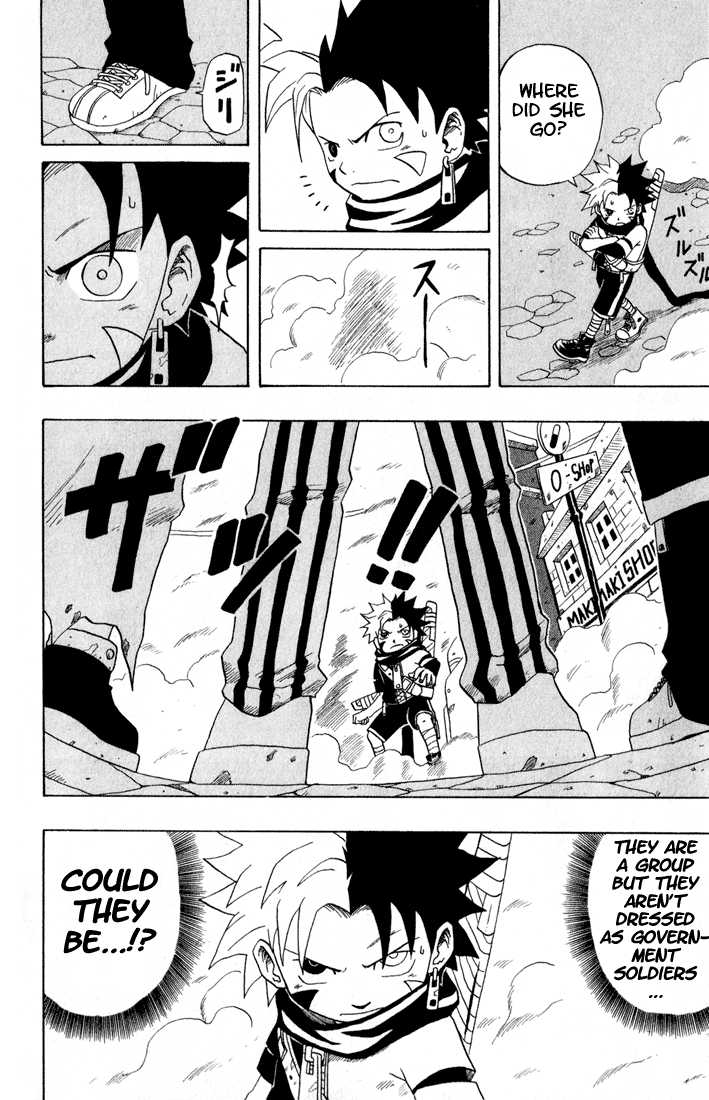 WHERE
DID SHE
GO?
ズル
ズル
ジリ
スー
ザッ
!!
SHOP
MAKIMAKI SHOP
THEY ARE
A GROUP
BUT THEY
AREN'T
DRESSED
AS GOVERN-
MENT
SOLDIERS
...
COULD
THEY
BE...!?